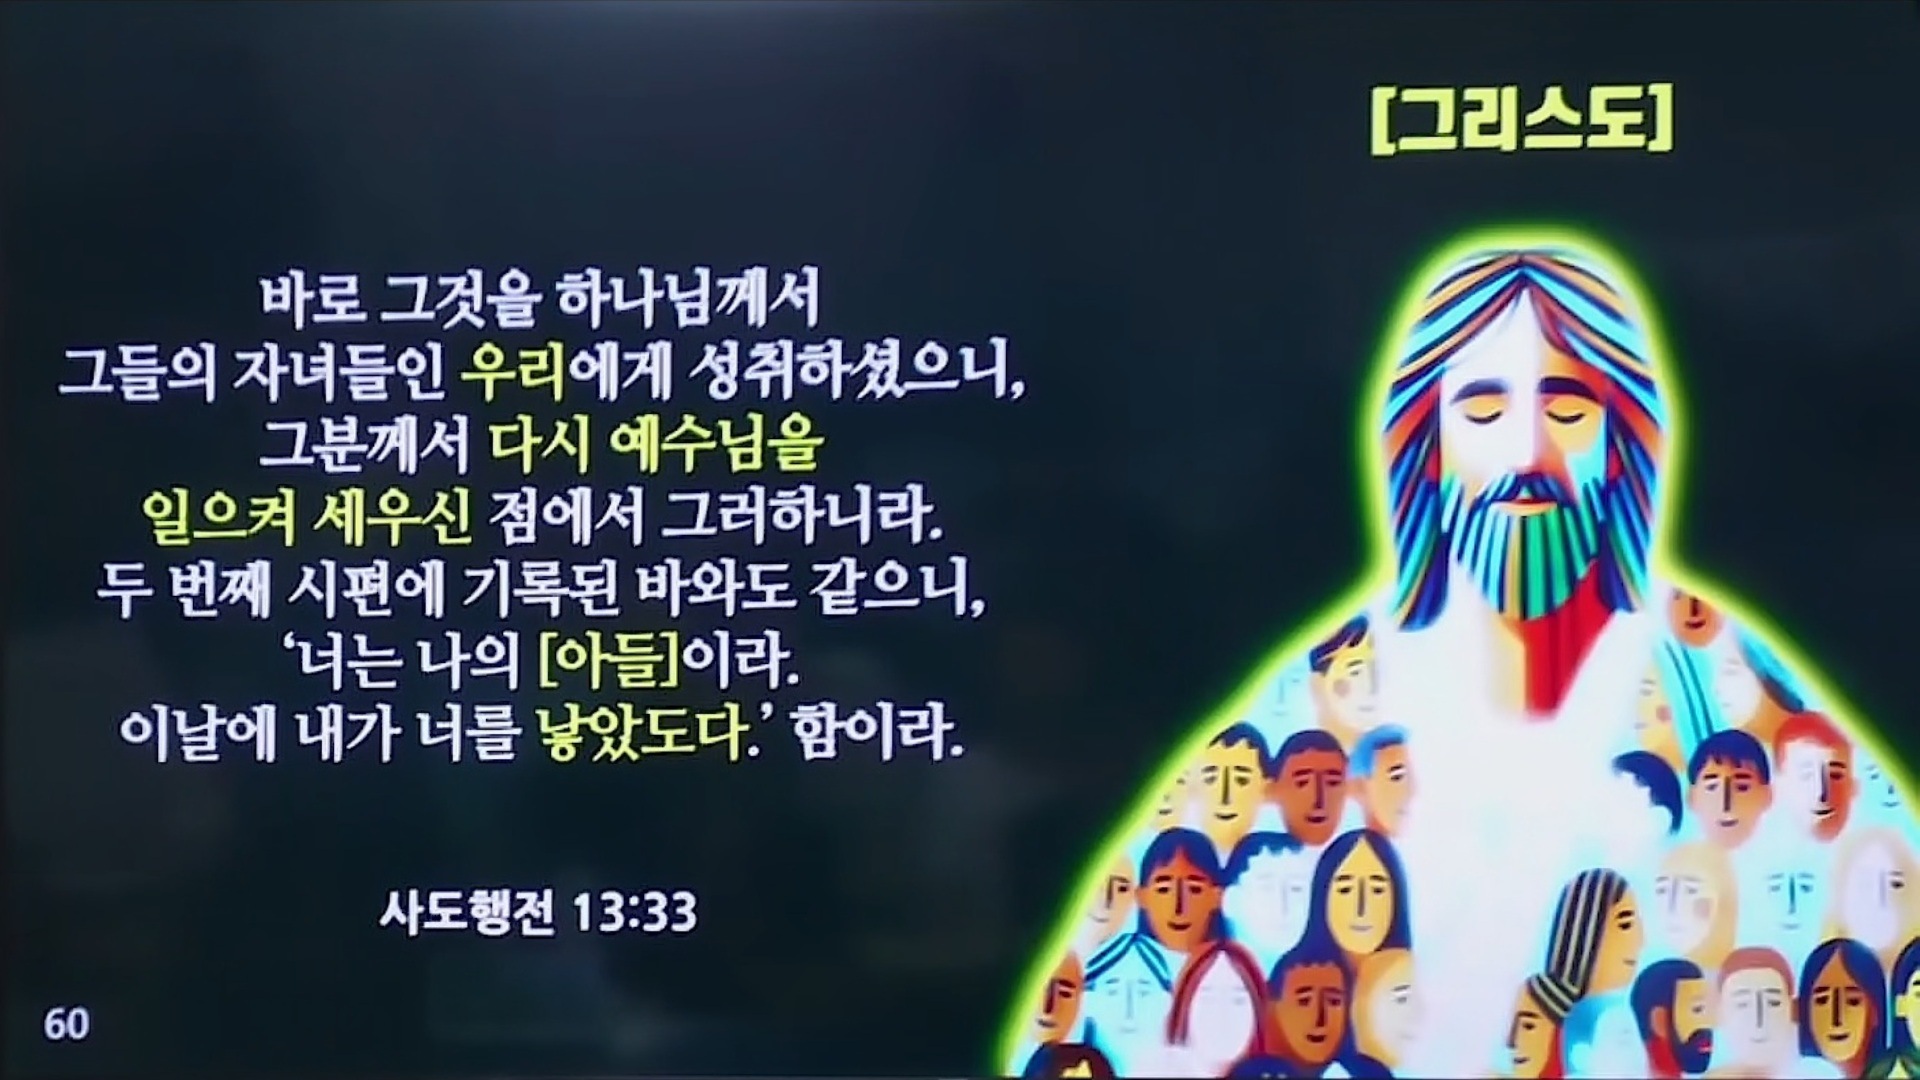 [그리스도]
바로 그것을 하나님께서
그들의 자녀들인 우리에게 성취하셨으니,
그분께서 다시 예수님을
일으켜 세우신 점에서 그러하니라.
두 번째 시편에 기록된 바와도 같으니,
‘너는 나의 [아들]이라.
이날에 내가 너를 낳았도다.’ 함이라.
사도행전 13:33
60